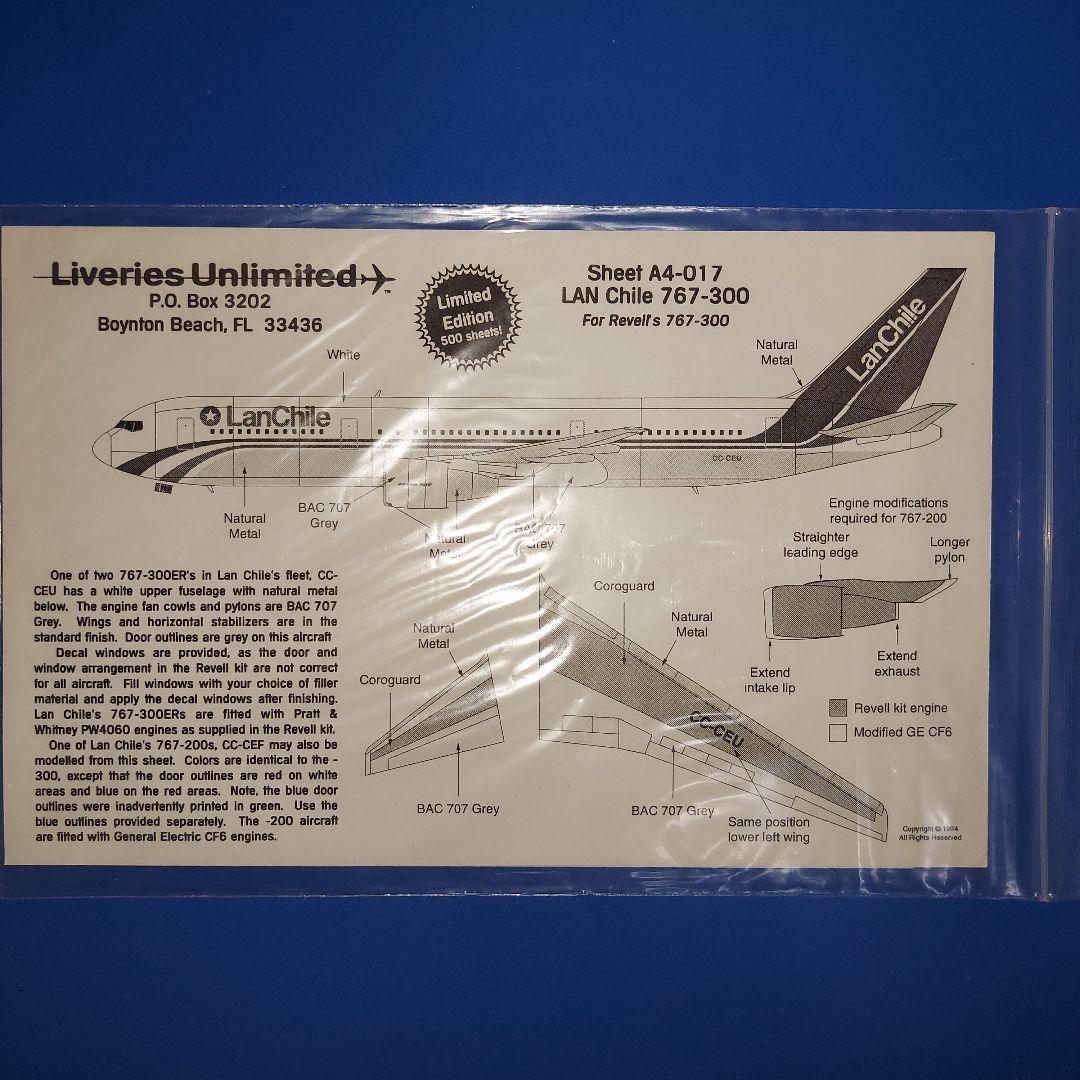 Liveries Unlimited
TM
P.O. Box 3202
Boynton Beach, FL 33436
Limited
Edition
500 sheets!
Sheet A4-017
LAN Chile 767-300
For Revell's 767-300
White
Natural
Metal
LanChile
LanChile
CC-CEU
Natural
Metal
BAC 707
Grey
Natural
Metal
BAC 707
Grey
Engine modifications
required for 767-200
Straighter
leading edge
Longer
pylon
Extend
intake lip
Extend
exhaust
Revell kit engine
Modified GE CF6
One of two 767-300ER's in Lan Chile's fleet, CC-
CEU has a white upper fuselage with natural metal
below. The engine fan cowls and pylons are BAC 707
Grey. Wings and horizontal stabilizers are in the
standard finish. Door outlines are grey on this aircraft
Decal windows are provided, as the door and
window arrangement in the Revell kit are not correct
for all aircraft. Fill windows with your choice of filler
material and apply the decal windows after finishing.
Lan Chile's 767-300ERs are fitted with Pratt &
Whitney PW4060 engines as supplied in the Revell kit.
One of Lan Chile's 767-200s, CC-CEF may also be
modelled from this sheet. Colors are identical to the -
300, except that the door outlines are red on white
areas and blue on the red areas. Note, the blue door
outlines were inadvertently printed in green. Use the
blue outlines provided separately. The -200 aircraft
are fitted with General Electric CF6 engines.
Natural
Metal
Coroguard
BAC 707 Grey
Coroguard
Natural
Metal
CC-CEU
BAC 707 Grey
Same position
lower left wing
Copyright © 1994
All Rights Reserved